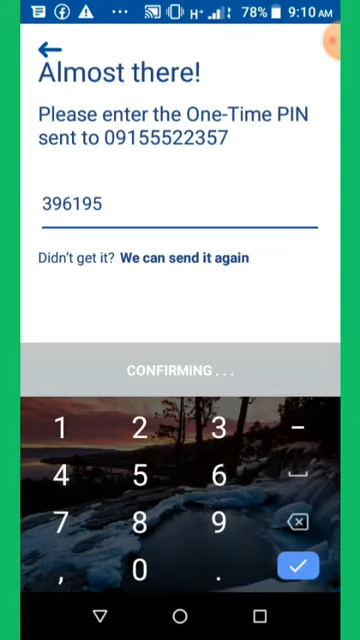 H+ 78% 9:10 AM
Almost there!
Please enter the One-Time PIN
sent to 09155522357
396195
Didn't get it? We can send it again
CONFIRMING . . .
1 2 3 –
4 5 6
7 8 9
, 0 .